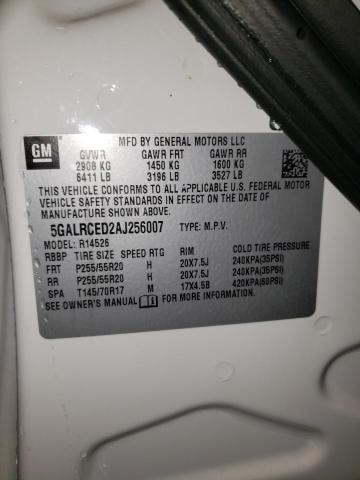 GM
MFD BY GENERAL MOTORS LLC
GVWR GAWR FRT GAWR RR
2908 KG 1450 KG 1600 KG
6411 LB 3196 LB 3527 LB
THIS VEHICLE CONFORMS TO ALL APPLICABLE U.S. FEDERAL MOTOR
VEHICLE SAFETY STANDARDS IN EFFECT ON THE DATE OF
MANUFACTURE SHOWN ABOVE.
5GALRCED2AJ256007 TYPE: M.P.V.
MODEL: R14526
RBBP TIRE SIZE SPEED RTG RIM COLD TIRE PRESSURE
FRT P255/55R20 H 20X7.5J 240KPA(35PSI)
RR P255/55R20 H 20X7.5J 240KPA(35PSI)
SPA T145/70R17 M 17X4.5B 420KPA(60PSI)
SEE OWNER'S MANUAL FOR MORE INFORMATION.